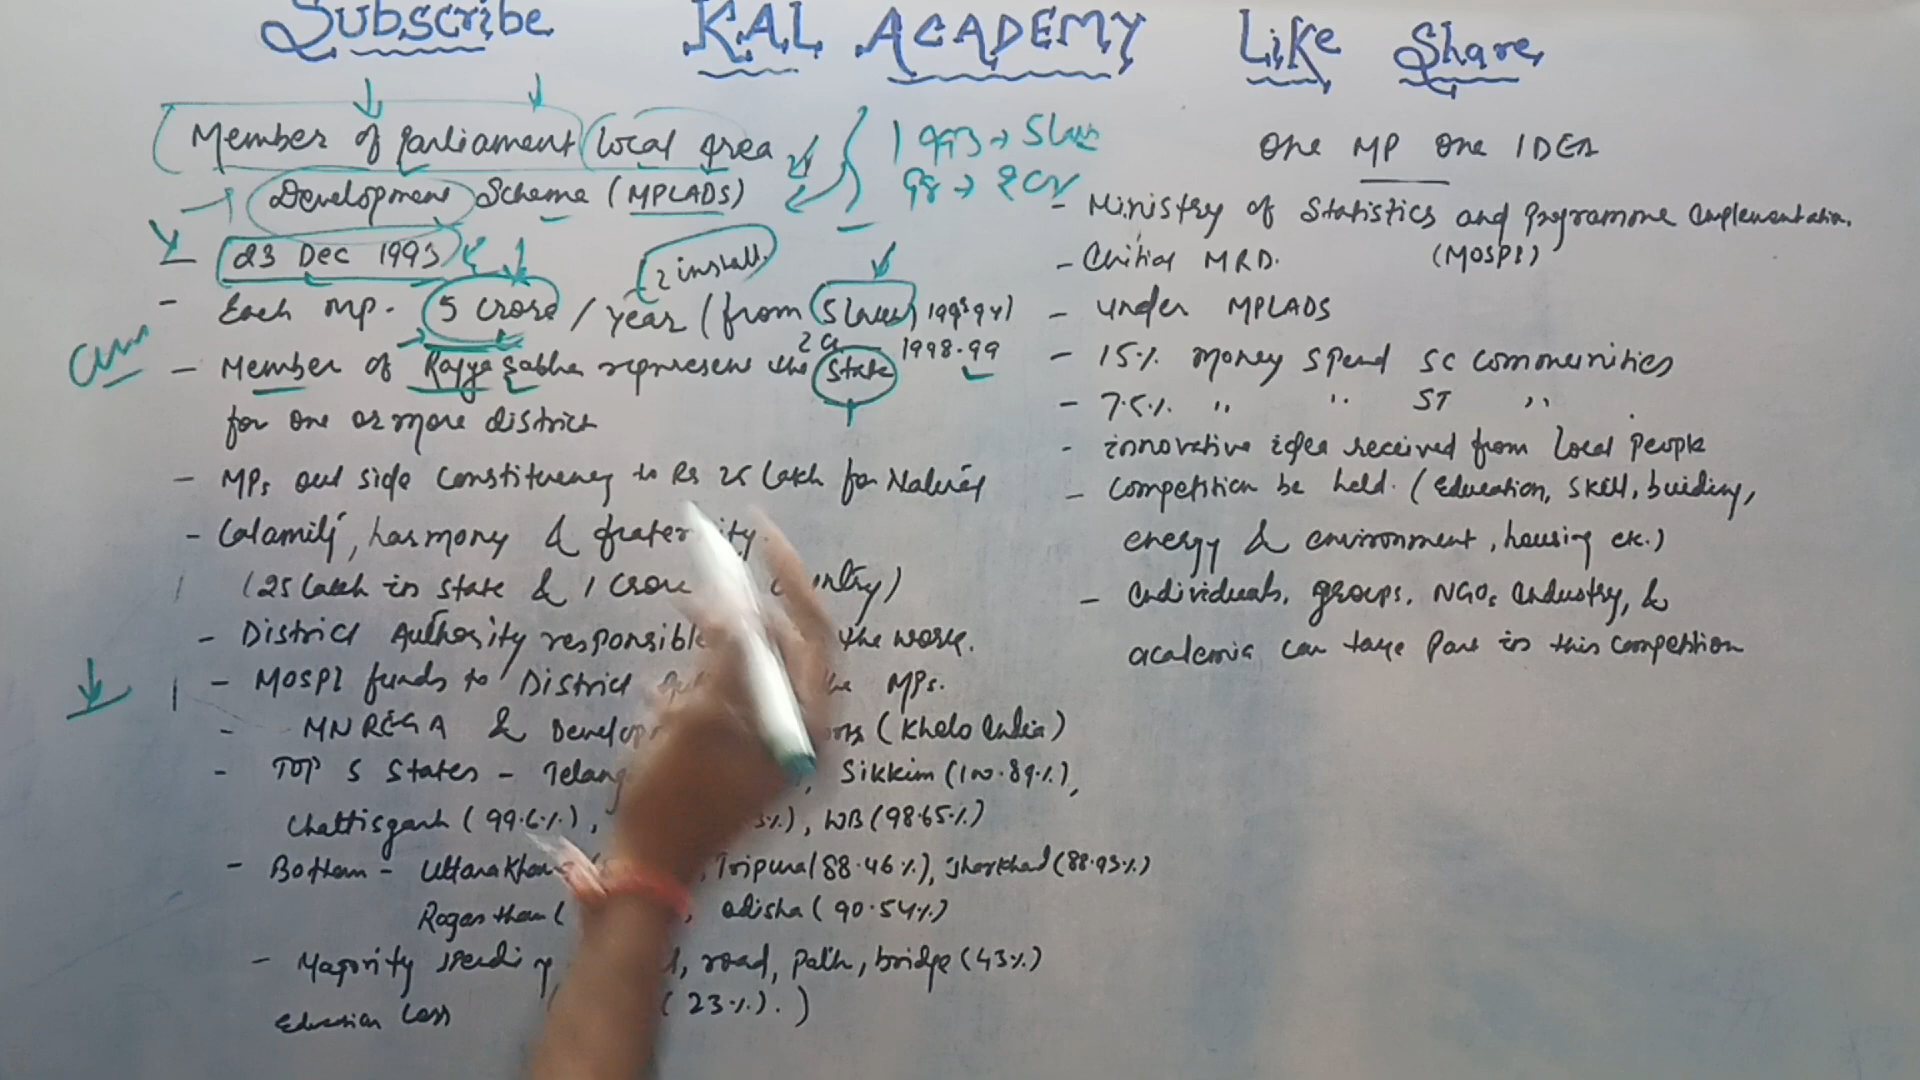 Subscribe KAL ACADEMY Like Share
Member of Parliament Local Area
Development Scheme (MPLADS)
1993 → 5 Lakh
98 → 2 Cr
- 23 Dec 1993
2 install.
- Each MP. 5 crore / year (from 5 Lakh) 1993-94)
2 Cr 1998-99
- Member of Rajya Sabha represent the State
for one or more district
- MPs out side Constituency to Rs 25 Lakh for Natural
- Calamity, harmony & fraternity.
(25 Lakh in state & 1 Crore country)
- District Authority responsible the work.
- MOSPI funds to District the MPs.
- MNREGA & (Khelo India)
- TOP 5 States - Sikkim (100.89%),
Chattisgarh (99.6%), WB (98.65%)
- Bottom - Tripura (88.46%), Jharkhand (88.93%)
Odisha (90.54%)
- Majority spending road, path, bridge (43%)
Education Less (23%).)
One MP One IDEA
- Ministry of Statistics and Programme Implementation.
(MOSPI)
- MRD.
- Under MPLADS
- 15% money spend SC communities
- 7.5% " " ST "
- innovative idea received from Local People
- Competition be held. (Education, Skill, building,
energy & environment, housing etc.)
- Individuals, groups, NGOs Industry, &
academia can take Part in this competition